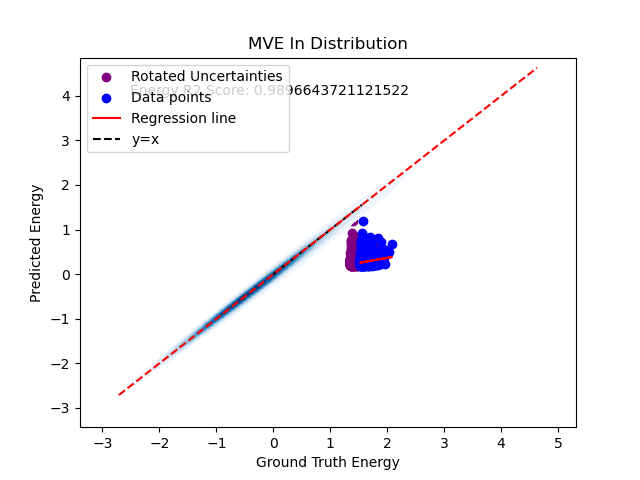 MVE In Distribution
Rotated Uncertainties
Energy R2 Score: 0.9896643721121522
Data points
Regression line
y=x
4
3
2
1
0
−1
−2
−3
Predicted Energy
−3
−2
−1
0
1
2
3
4
5
Ground Truth Energy